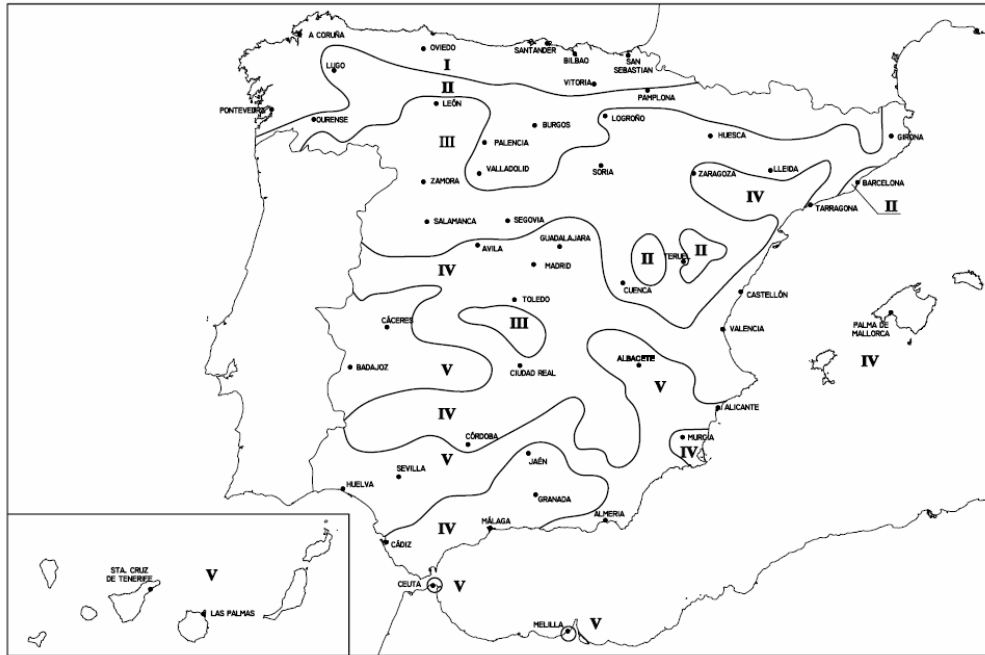 A CORUÑA
OVIEDO
SANTANDER
BILBAO
SAN
SEBASTIAN
LUGO
I
VITORIA
II
PAMPLONA
LEÓN
PONTEVEDRA
OURENSE
LOGROÑO
BURGOS
HUESCA
GIRONA
III
PALENCIA
VALLADOLID
SORIA
ZARAGOZA
LLEIDA
ZAMORA
BARCELONA
IV
TARRAGONA
II
SALAMANCA
SEGOVIA
AVILA
GUADALAJARA
II
II
TERUEL
IV
MADRID
CUENCA
CASTELLÓN
TOLEDO
CÁCERES
III
VALENCIA
PALMA DE
MALLORCA
ALBACETE
IV
BADAJOZ
V
CIUDAD REAL
V
ALICANTE
IV
CÓRDOBA
MURCIA
IV
V
JAÉN
SEVILLA
HUELVA
GRANADA
ALMERIA
IV
MÁLAGA
CÁDIZ
STA. CRUZ
DE TENERIFE
V
CEUTA
V
LAS PALMAS
MELILLA
V